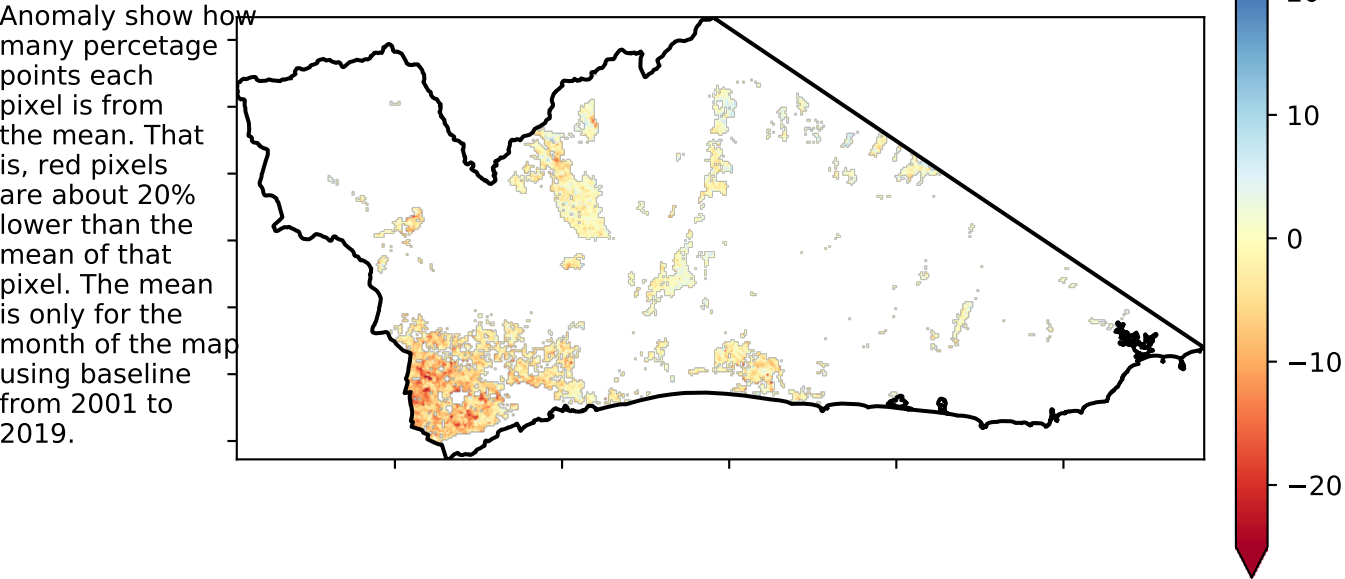 Anomaly show how
many percetage
points each
pixel is from
the mean. That
is, red pixels
are about 20%
lower than the
mean of that
pixel. The mean
is only for the
month of the map
using baseline
from 2001 to
2019.
10
0
−10
−20